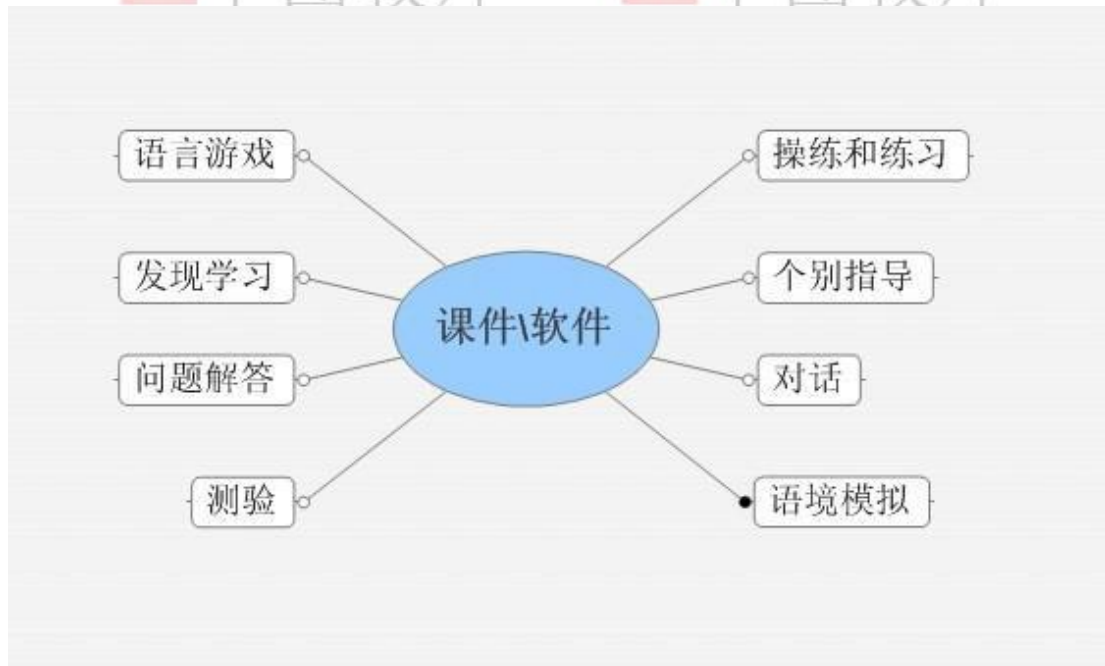 语言游戏
操练和练习
发现学习
个别指导
课件\软件
问题解答
对话
测验
语境模拟